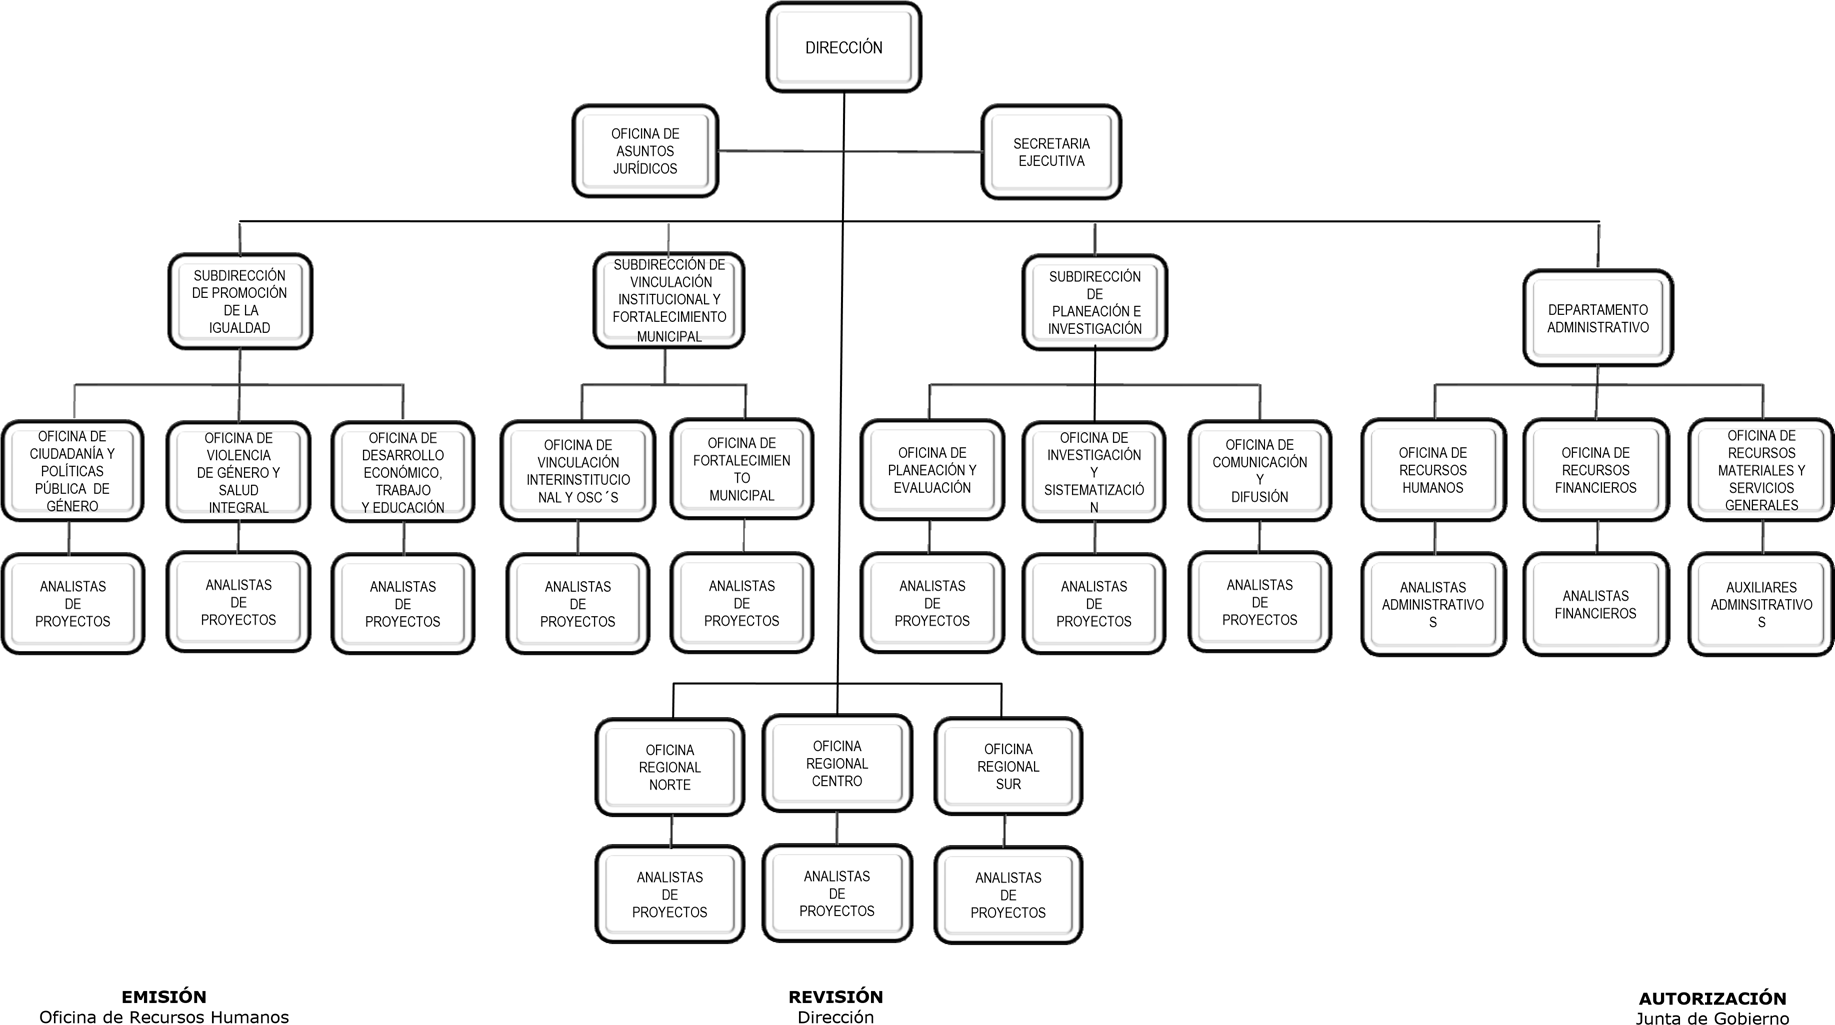 DIRECCIÓN
OFICINA DE
ASUNTOS
JURÍDICOS
SECRETARIA
EJECUTIVA
SUBDIRECCIÓN
DE PROMOCIÓN
DE LA
IGUALDAD
SUBDIRECCIÓN DE
VINCULACIÓN
INSTITUCIONAL Y
FORTALECIMIENTO
MUNICIPAL
SUBDIRECCIÓN
DE
PLANEACIÓN E
INVESTIGACIÓN
DEPARTAMENTO
ADMINISTRATIVO
OFICINA DE
CIUDADANÍA Y
POLÍTICAS
PÚBLICA DE
GÉNERO
OFICINA DE
VIOLENCIA
DE GÉNERO Y
SALUD
INTEGRAL
OFICINA DE
DESARROLLO
ECONÓMICO,
TRABAJO
Y EDUCACIÓN
OFICINA DE
VINCULACIÓN
INTERINSTITUCIO
NAL Y OSC´S
OFICINA DE
FORTALECIMIEN
TO
MUNICIPAL
OFICINA DE
PLANEACIÓN Y
EVALUACIÓN
OFICINA DE
INVESTIGACIÓN
Y
SISTEMATIZACIÓ
N
OFICINA DE
COMUNICACIÓN
Y
DIFUSIÓN
OFICINA DE
RECURSOS
HUMANOS
OFICINA DE
RECURSOS
FINANCIEROS
OFICINA DE
RECURSOS
MATERIALES Y
SERVICIOS
GENERALES
ANALISTAS
DE
PROYECTOS
ANALISTAS
DE
PROYECTOS
ANALISTAS
DE
PROYECTOS
ANALISTAS
DE
PROYECTOS
ANALISTAS
DE
PROYECTOS
ANALISTAS
DE
PROYECTOS
ANALISTAS
DE
PROYECTOS
ANALISTAS
DE
PROYECTOS
ANALISTAS
ADMINISTRATIVO
S
ANALISTAS
FINANCIEROS
AUXILIARES
ADMINSITRATIVO
S
OFICINA
REGIONAL
NORTE
OFICINA
REGIONAL
CENTRO
OFICINA
REGIONAL
SUR
ANALISTAS
DE
PROYECTOS
ANALISTAS
DE
PROYECTOS
ANALISTAS
DE
PROYECTOS
EMISIÓN
Oficina de Recursos Humanos
REVISIÓN
Dirección
AUTORIZACIÓN
Junta de Gobierno